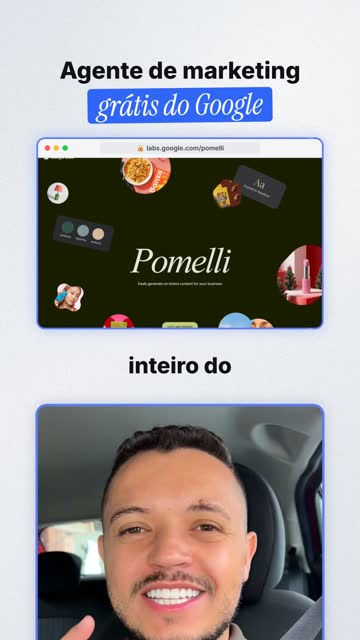 Agente de marketing
grátis do Google
labs.google.com/pomelli
Aa
Pomelli
Easily generate on-brand content for your business
inteiro do